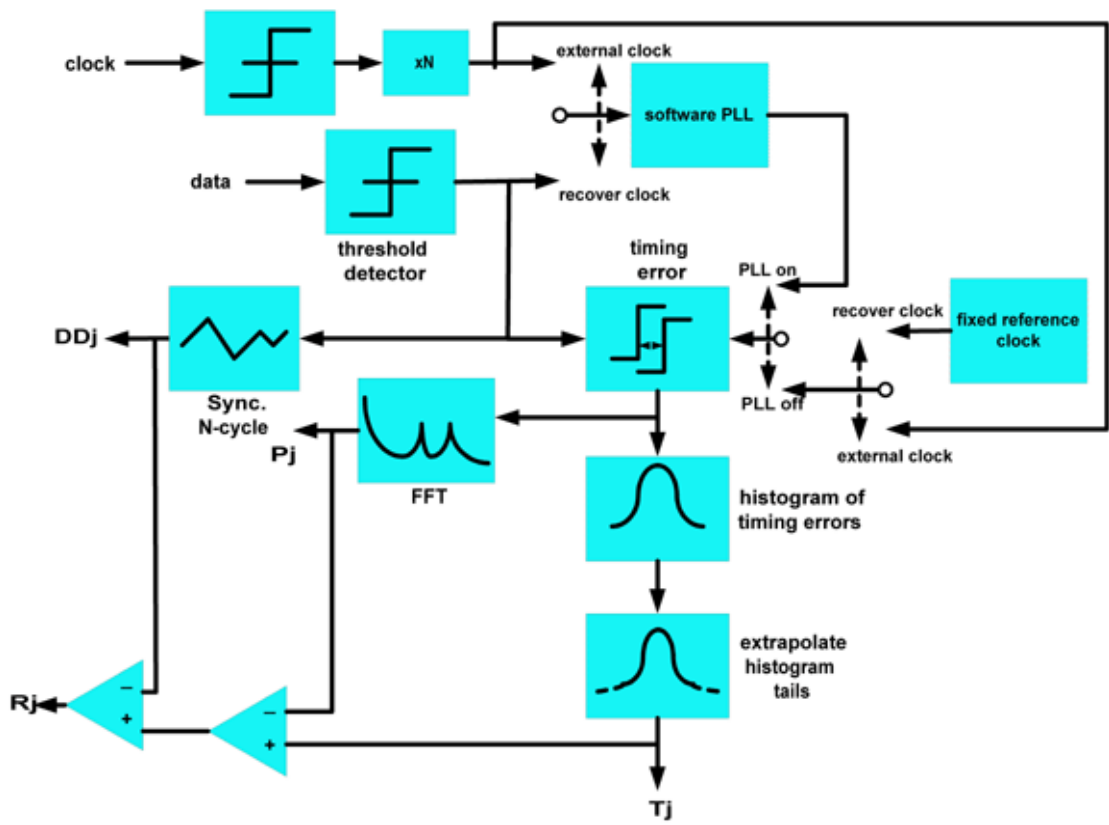 clock
xN
external clock
software PLL
data
recover clock
threshold
detector
timing
error
PLL on
recover clock
fixed reference
clock
DDj
Sync.
N-cycle
PLL off
external clock
Pj
FFT
histogram of
timing errors
extrapolate
histogram
tails
Rj
−
+
−
+
Tj